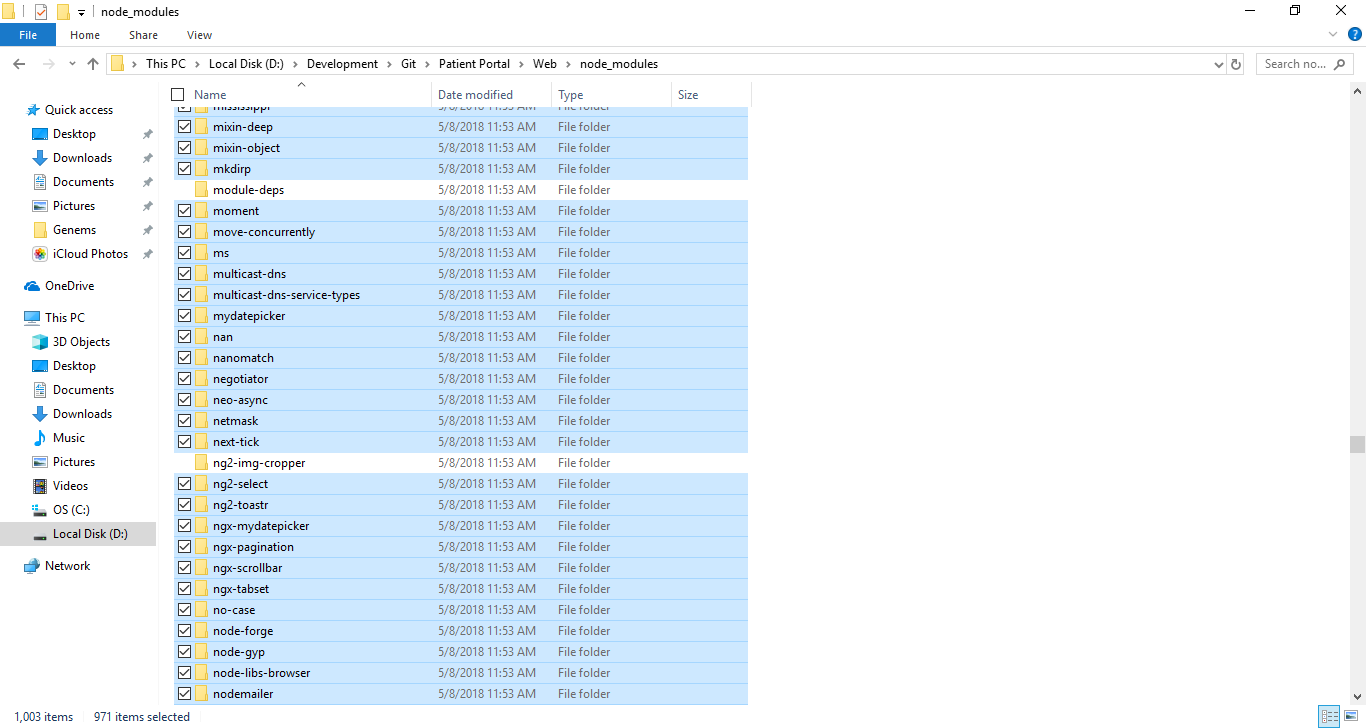 node_modules
File Home Share View
This PC Local Disk (D:) Development Git Patient Portal Web node_modules Search no...
Name Date modified Type Size
Quick access
Desktop
Downloads
Documents
Pictures
Genems
iCloud Photos
OneDrive
This PC
3D Objects
Desktop
Documents
Downloads
Music
Pictures
Videos
OS (C:)
Local Disk (D:)
Network
mississippi 5/8/2018 11:53 AM File folder
mixin-deep 5/8/2018 11:53 AM File folder
mixin-object 5/8/2018 11:53 AM File folder
mkdirp 5/8/2018 11:53 AM File folder
module-deps 5/8/2018 11:53 AM File folder
moment 5/8/2018 11:53 AM File folder
move-concurrently 5/8/2018 11:53 AM File folder
ms 5/8/2018 11:53 AM File folder
multicast-dns 5/8/2018 11:53 AM File folder
multicast-dns-service-types 5/8/2018 11:53 AM File folder
mydatepicker 5/8/2018 11:53 AM File folder
nan 5/8/2018 11:53 AM File folder
nanomatch 5/8/2018 11:53 AM File folder
negotiator 5/8/2018 11:53 AM File folder
neo-async 5/8/2018 11:53 AM File folder
netmask 5/8/2018 11:53 AM File folder
next-tick 5/8/2018 11:53 AM File folder
ng2-img-cropper 5/8/2018 11:53 AM File folder
ng2-select 5/8/2018 11:53 AM File folder
ng2-toastr 5/8/2018 11:53 AM File folder
ngx-mydatepicker 5/8/2018 11:53 AM File folder
ngx-pagination 5/8/2018 11:53 AM File folder
ngx-scrollbar 5/8/2018 11:53 AM File folder
ngx-tabset 5/8/2018 11:53 AM File folder
no-case 5/8/2018 11:53 AM File folder
node-forge 5/8/2018 11:53 AM File folder
node-gyp 5/8/2018 11:53 AM File folder
node-libs-browser 5/8/2018 11:53 AM File folder
nodemailer 5/8/2018 11:53 AM File folder
1,003 items 971 items selected